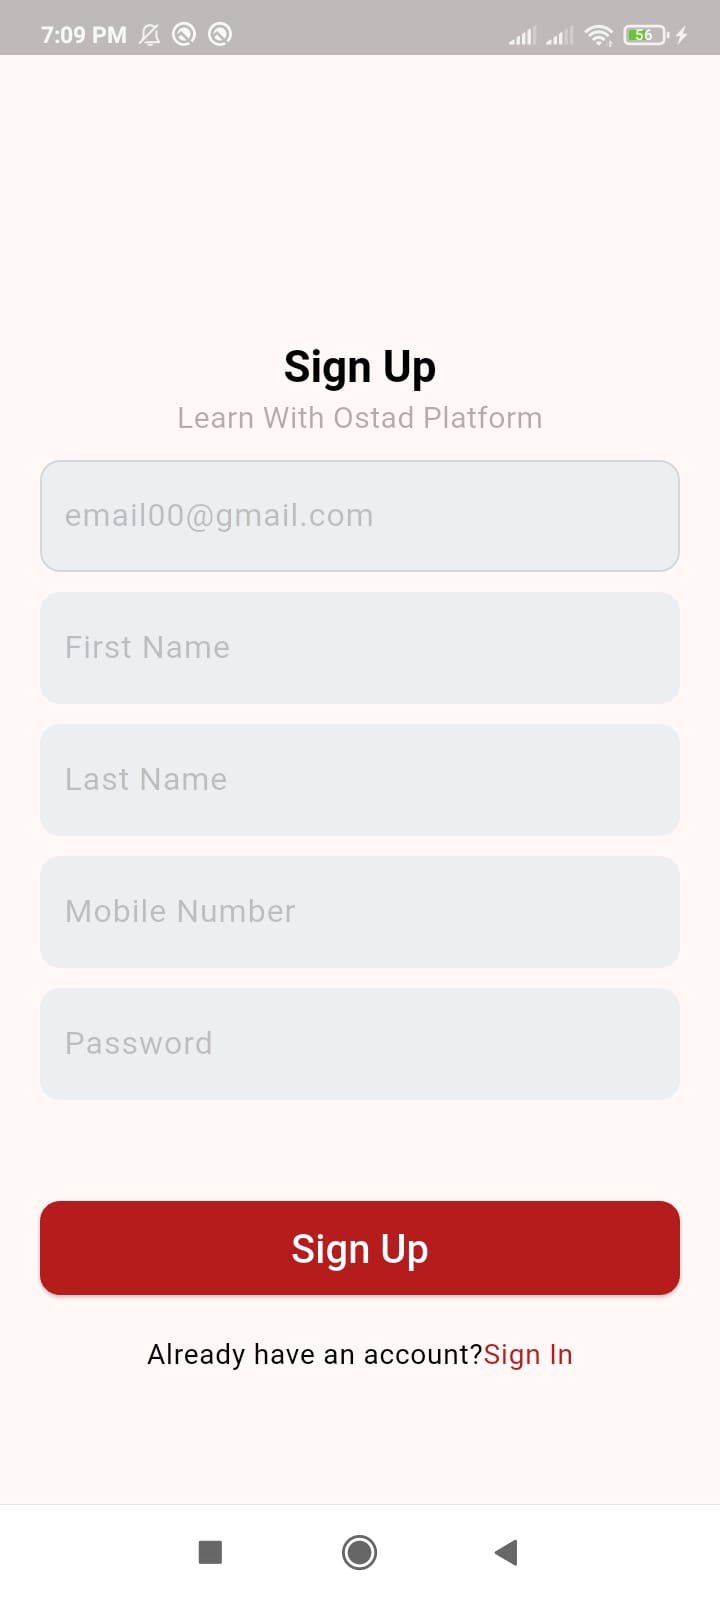 7:09 PM
56
Sign Up
Learn With Ostad Platform
email00@gmail.com
First Name
Last Name
Mobile Number
Password
Sign Up
Already have an account?Sign In